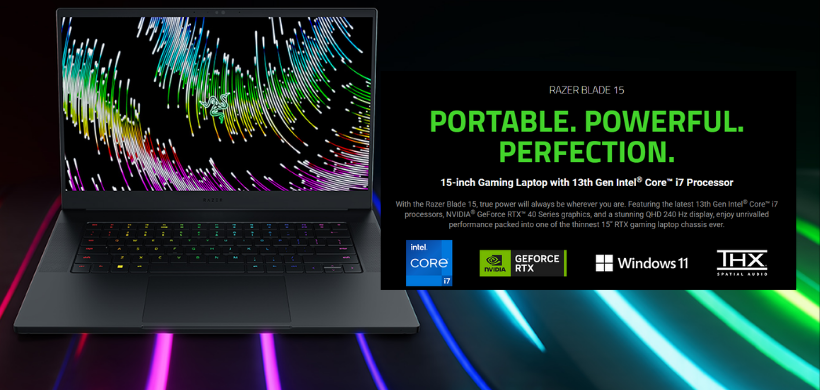 RAZER BLADE 15
PORTABLE. POWERFUL.
PERFECTION.
15-inch Gaming Laptop with 13th Gen Intel® Core™ i7 Processor
With the Razer Blade 15, true power will always be wherever you are. Featuring the latest 13th Gen Intel® Core™ i7
processors, NVIDIA® GeForce RTX™ 40 Series graphics, and a stunning QHD 240 Hz display, enjoy unrivalled
performance packed into one of the thinnest 15" RTX gaming laptop chassis ever.
intel
CORE
i7
NVIDIA
GEFORCE
RTX
Windows 11
THX
SPATIAL AUDIO
RAZER